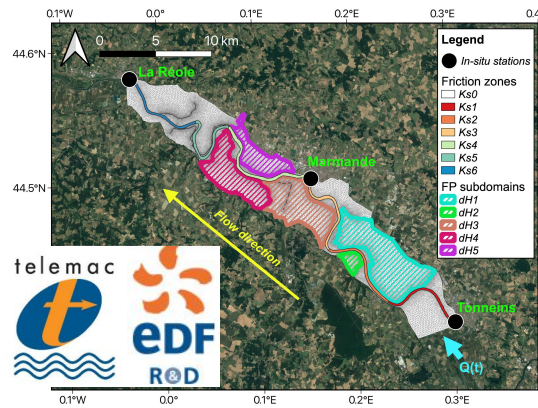 0.1°W 0.0° 0.1°E 0.2°E 0.3°E 0.4
44.6°N
0 5 10 km
La Réole
Marmande
44.5°N
Flow direction
Tonneins
Q(t)
Legend
In-situ stations
Friction zones
Ks0
Ks1
Ks2
Ks3
Ks4
Ks5
Ks6
FP subdomains
dH1
dH2
dH3
dH4
dH5
telemac
t
eDF
R&D
0.1°W 0.0° 0.1°E 0.2°E 0.3°E